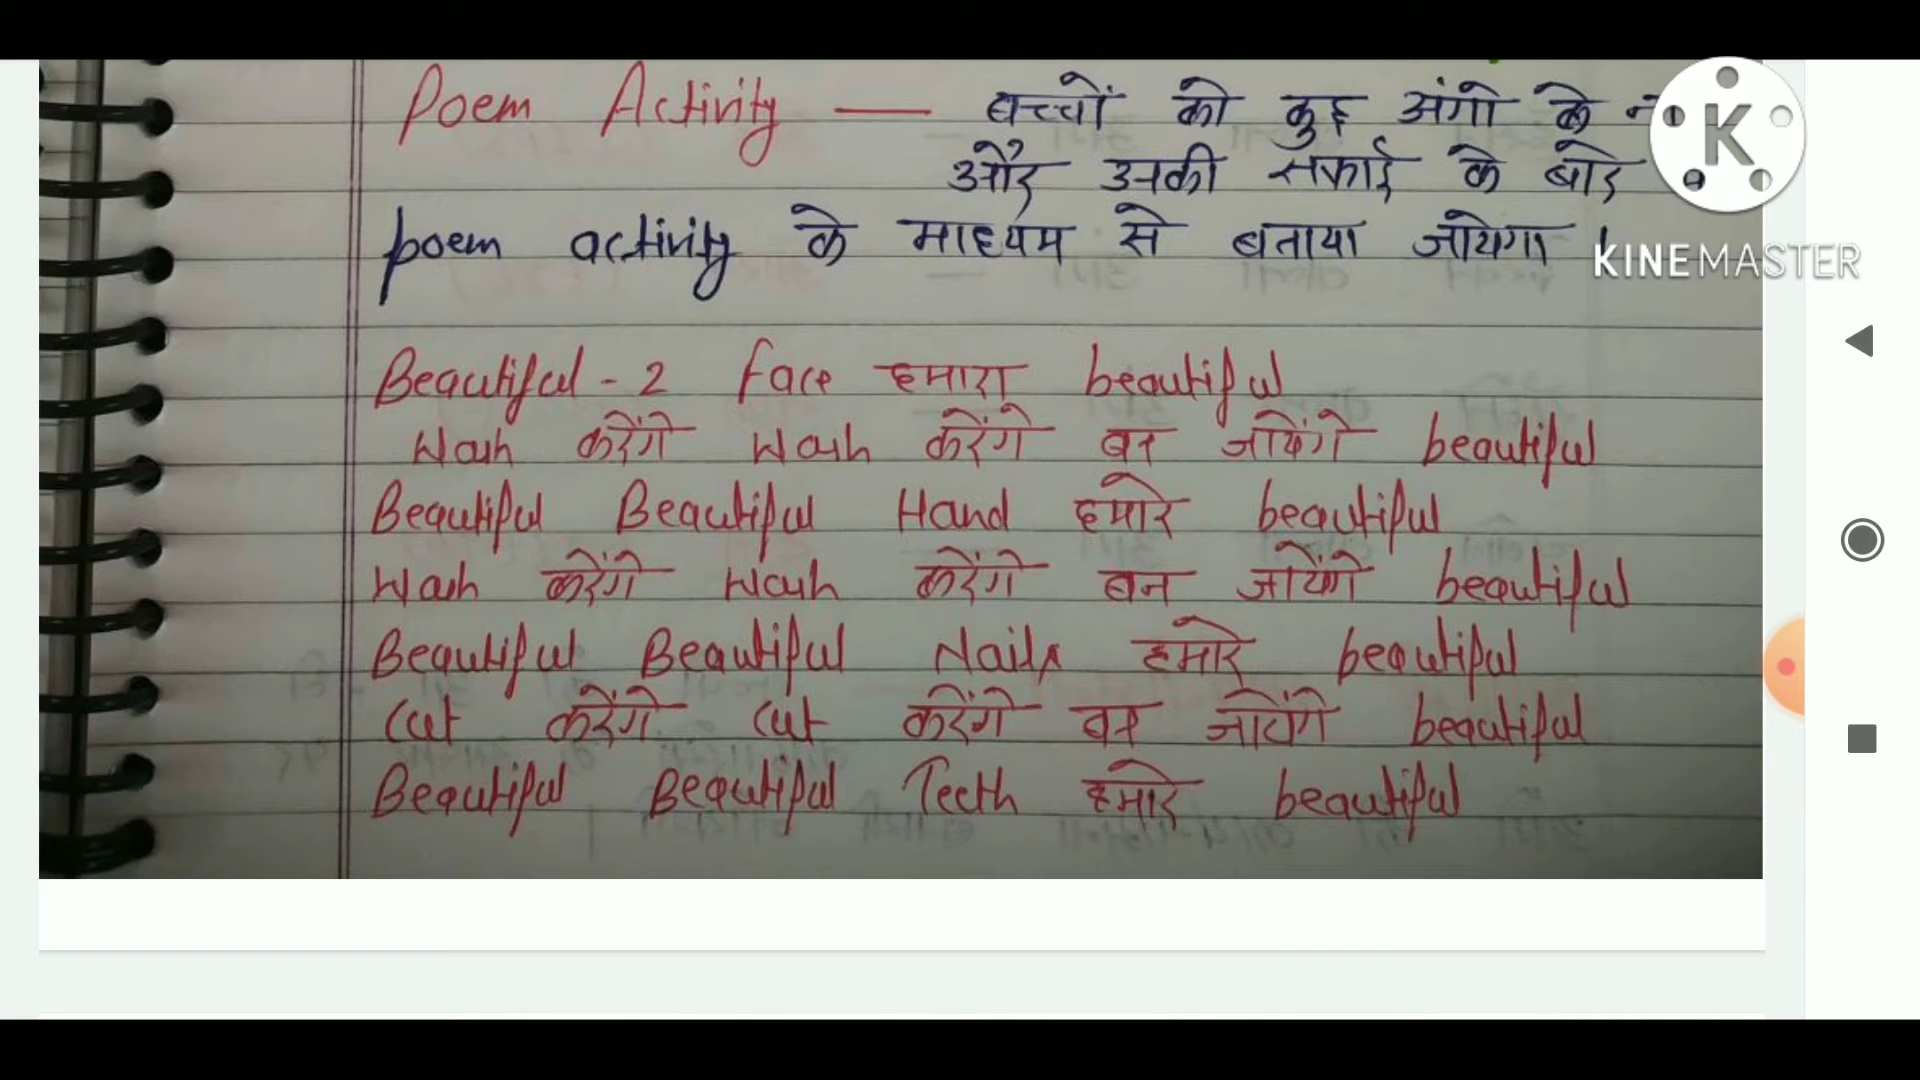 Poem Activity — बच्चों को कुछ अंगो के
और उनकी सफाई के बारे
poem activity के माध्यम से बताया जायेगा।
KINEMASTER
Beautiful - 2 face हमारा beautiful
Wash करेंगे Wash करेंगे बन जायेंगे beautiful
Beautiful Beautiful Hand हमारे beautiful
Wash करेंगे Wash करेंगे बन जायेंगे beautiful
Beautiful Beautiful Nails हमारे beautiful
Cut करेंगे Cut करेंगे बन जायेंगे beautiful
Beautiful Beautiful Teeth हमारे beautiful